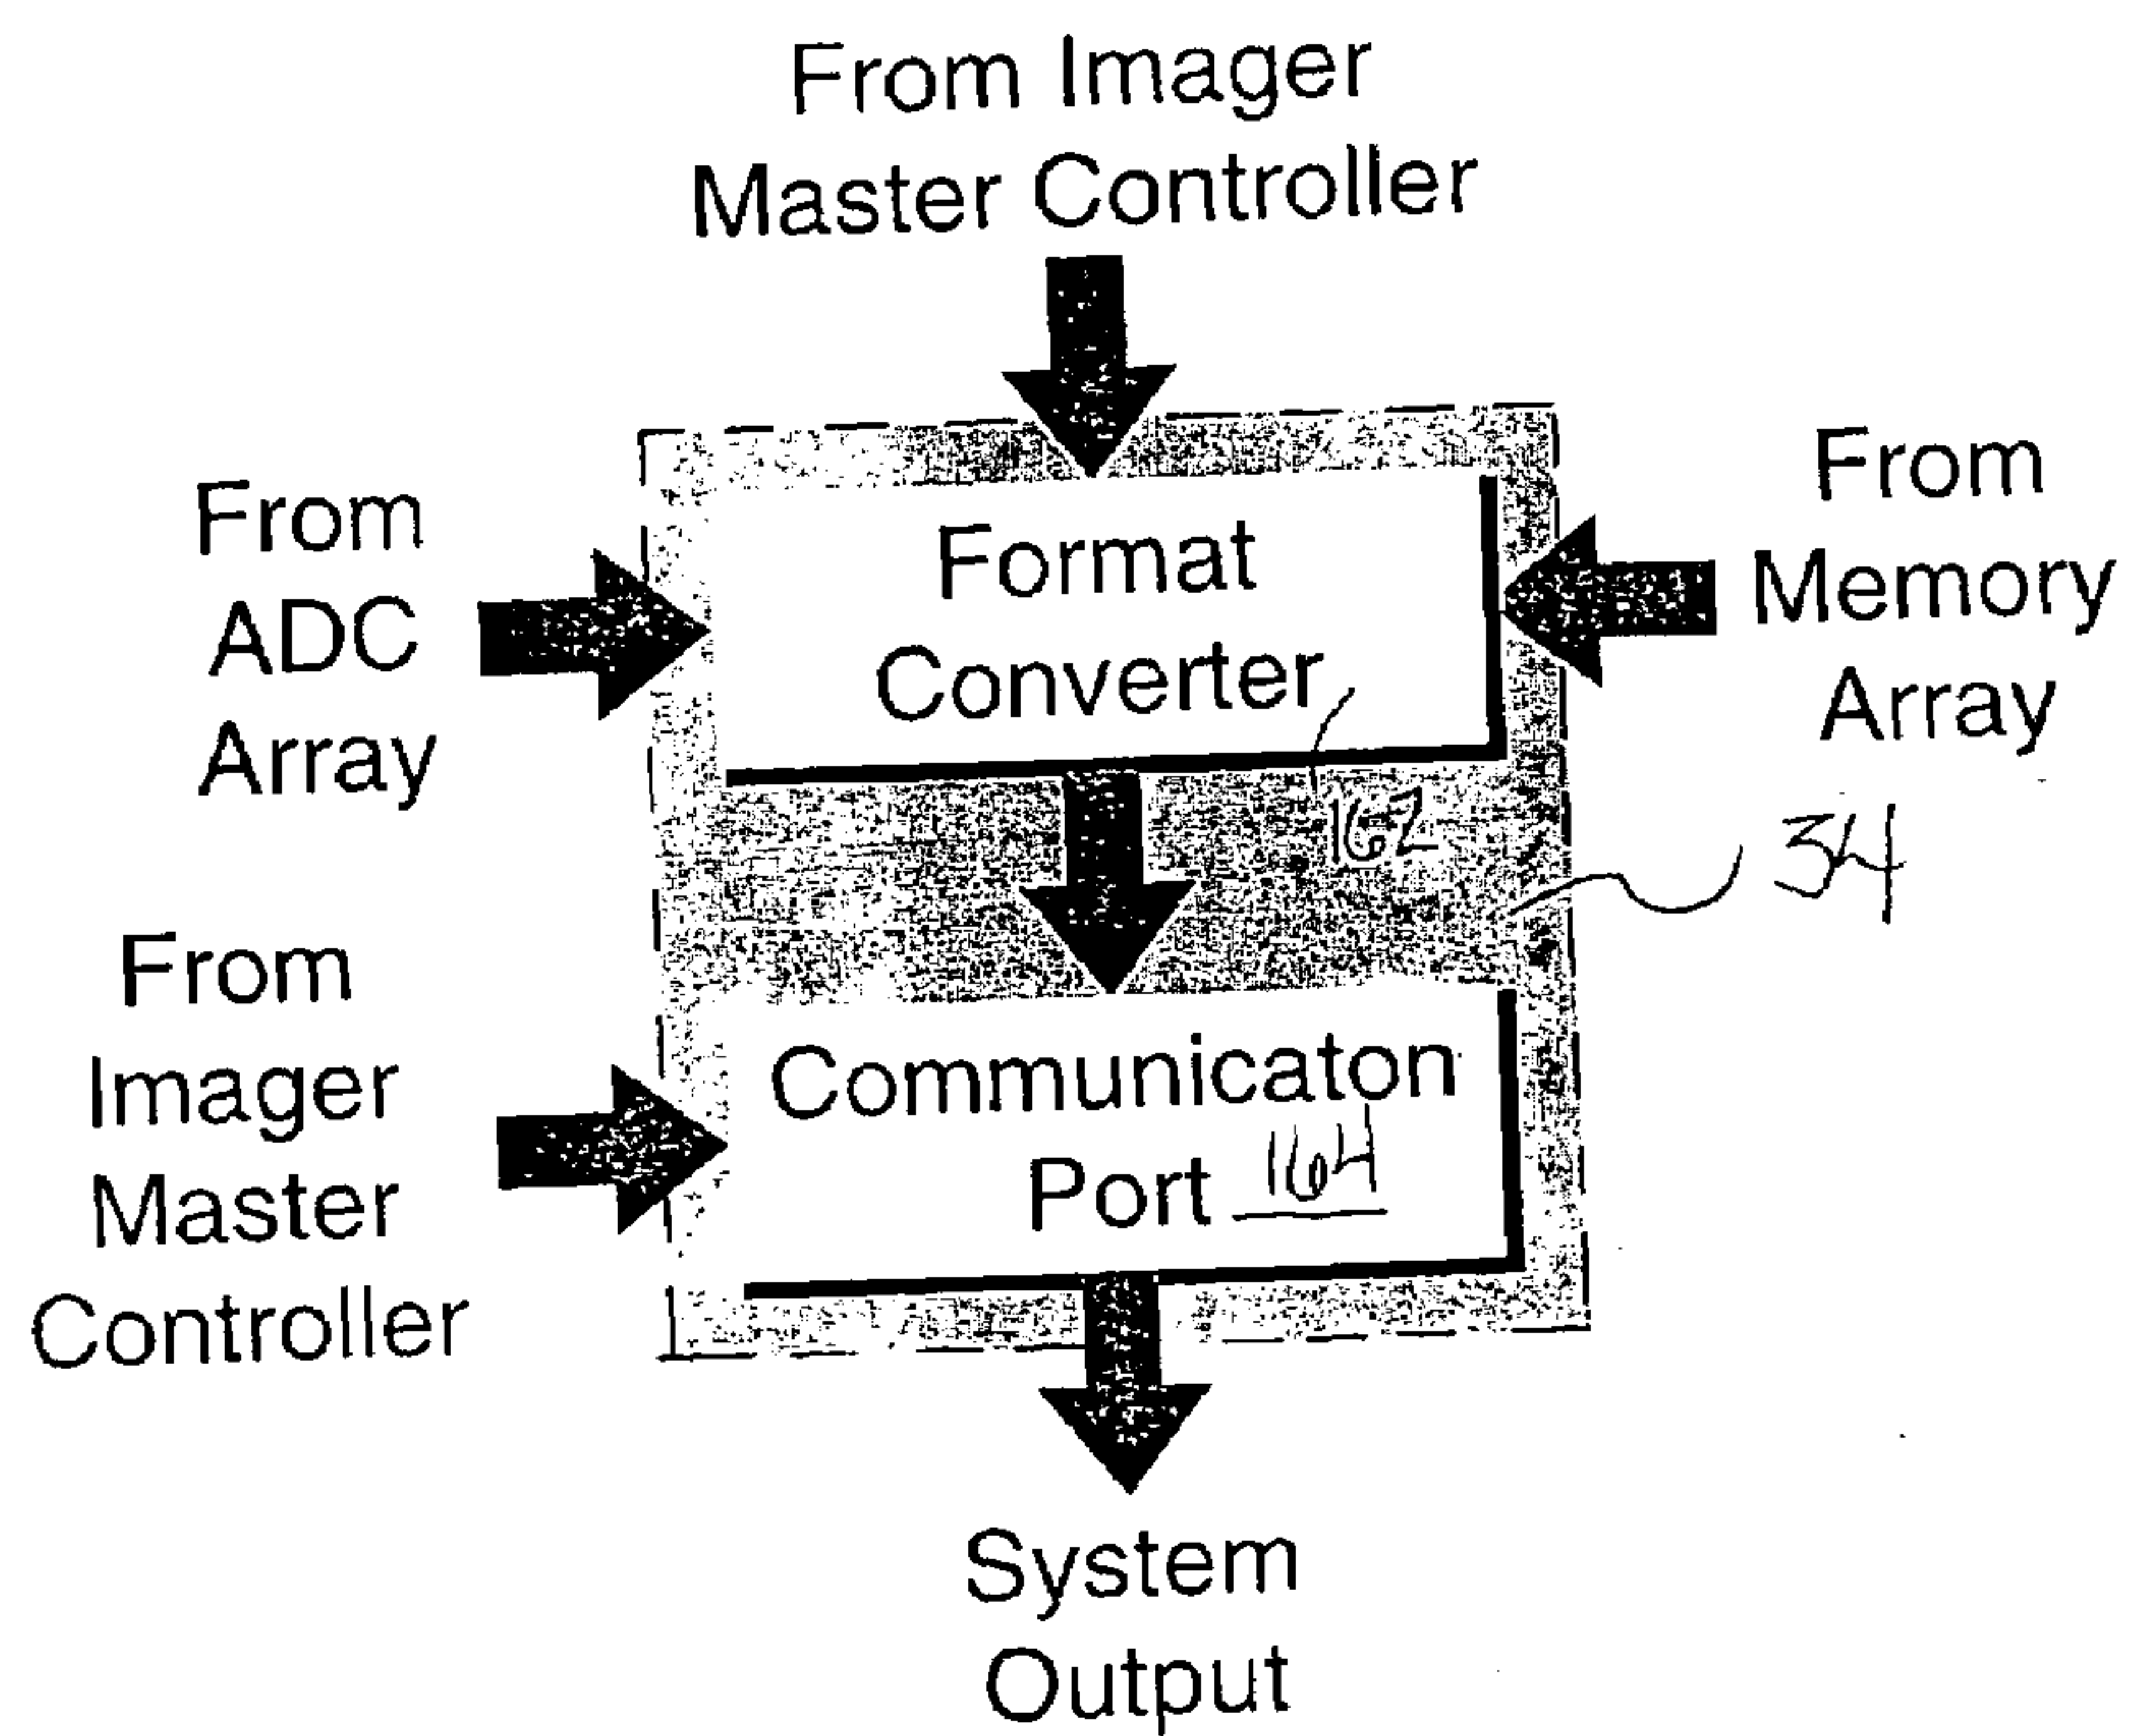 From Imager
Master Controller
From
ADC
Array
Format
Converter
162
From
Memory
Array
34
From
Imager
Master
Controller
Communicaton
Port 164
System
Output